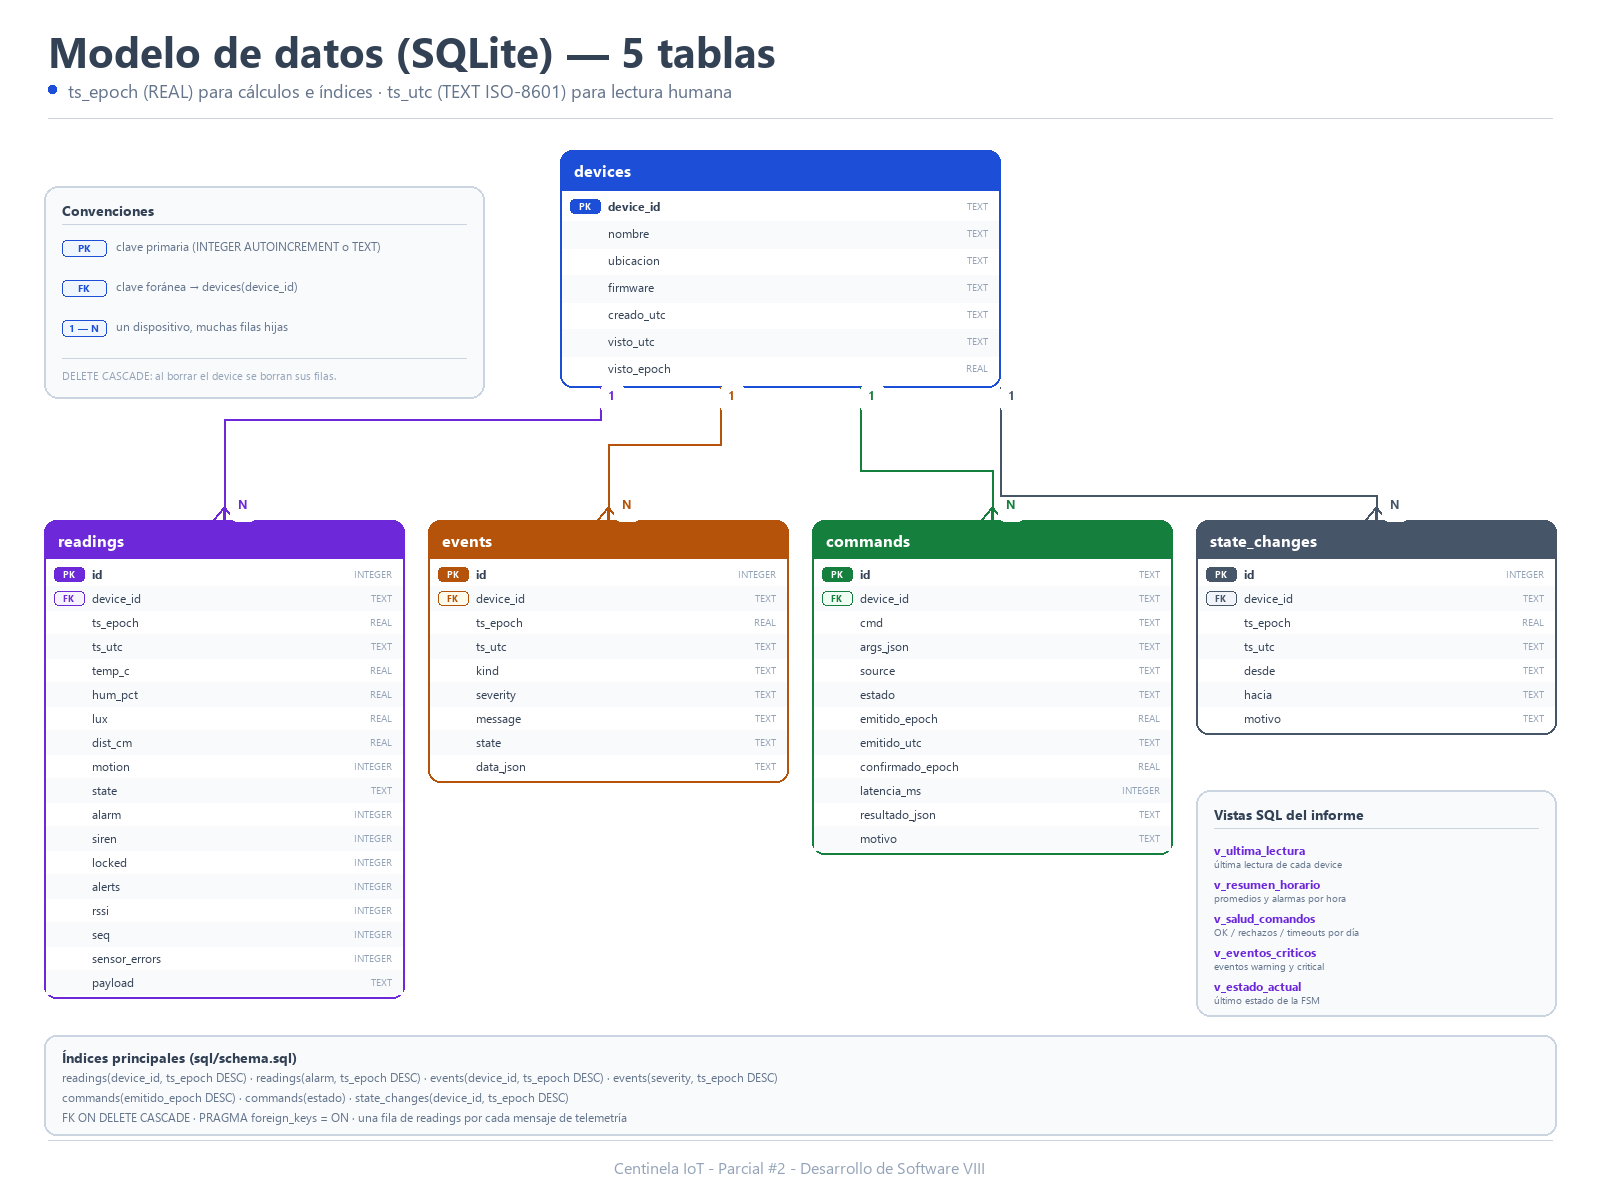 Modelo de datos (SQLite) — 5 tablas
ts_epoch (REAL) para cálculos e índices · ts_utc (TEXT ISO-8601) para lectura humana
Convenciones
PK clave primaria (INTEGER AUTOINCREMENT o TEXT)
FK clave foránea → devices(device_id)
1 — N un dispositivo, muchas filas hijas
DELETE CASCADE: al borrar el device se borran sus filas.
devices
PK device_id TEXT
nombre TEXT
ubicacion TEXT
firmware TEXT
creado_utc TEXT
visto_utc TEXT
visto_epoch REAL
1 1 1 1
N N N N
readings
PK id INTEGER
FK device_id TEXT
ts_epoch REAL
ts_utc TEXT
temp_c REAL
hum_pct REAL
lux REAL
dist_cm REAL
motion INTEGER
state TEXT
alarm INTEGER
siren INTEGER
locked INTEGER
alerts INTEGER
rssi INTEGER
seq INTEGER
sensor_errors INTEGER
payload TEXT
events
PK id INTEGER
FK device_id TEXT
ts_epoch REAL
ts_utc TEXT
kind TEXT
severity TEXT
message TEXT
state TEXT
data_json TEXT
commands
PK id TEXT
FK device_id TEXT
cmd TEXT
args_json TEXT
source TEXT
estado TEXT
emitido_epoch REAL
emitido_utc TEXT
confirmado_epoch REAL
latencia_ms INTEGER
resultado_json TEXT
motivo TEXT
state_changes
PK id INTEGER
FK device_id TEXT
ts_epoch REAL
ts_utc TEXT
desde TEXT
hacia TEXT
motivo TEXT
Vistas SQL del informe
v_ultima_lectura
última lectura de cada device
v_resumen_horario
promedios y alarmas por hora
v_salud_comandos
OK / rechazos / timeouts por día
v_eventos_criticos
eventos warning y critical
v_estado_actual
último estado de la FSM
Índices principales (sql/schema.sql)
readings(device_id, ts_epoch DESC) · readings(alarm, ts_epoch DESC) · events(device_id, ts_epoch DESC) · events(severity, ts_epoch DESC)
commands(emitido_epoch DESC) · commands(estado) · state_changes(device_id, ts_epoch DESC)
FK ON DELETE CASCADE · PRAGMA foreign_keys = ON · una fila de readings por cada mensaje de telemetría
Centinela IoT - Parcial #2 - Desarrollo de Software VIII